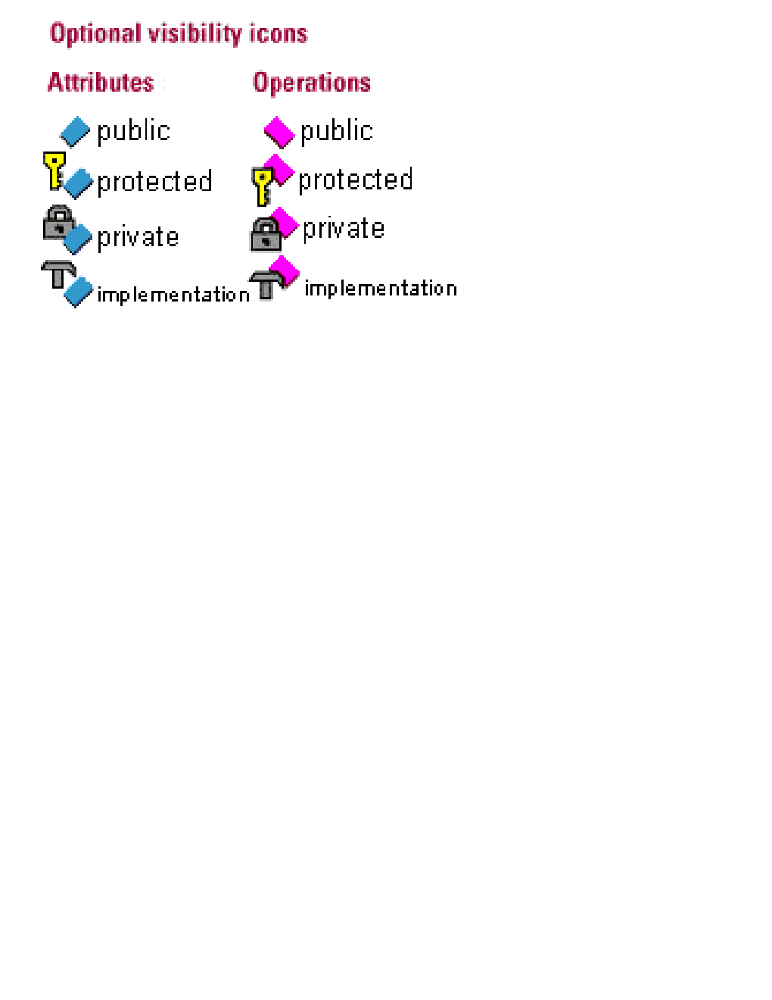 Optional visibility icons
Attributes Operations
public public
protected protected
private private
implementation implementation